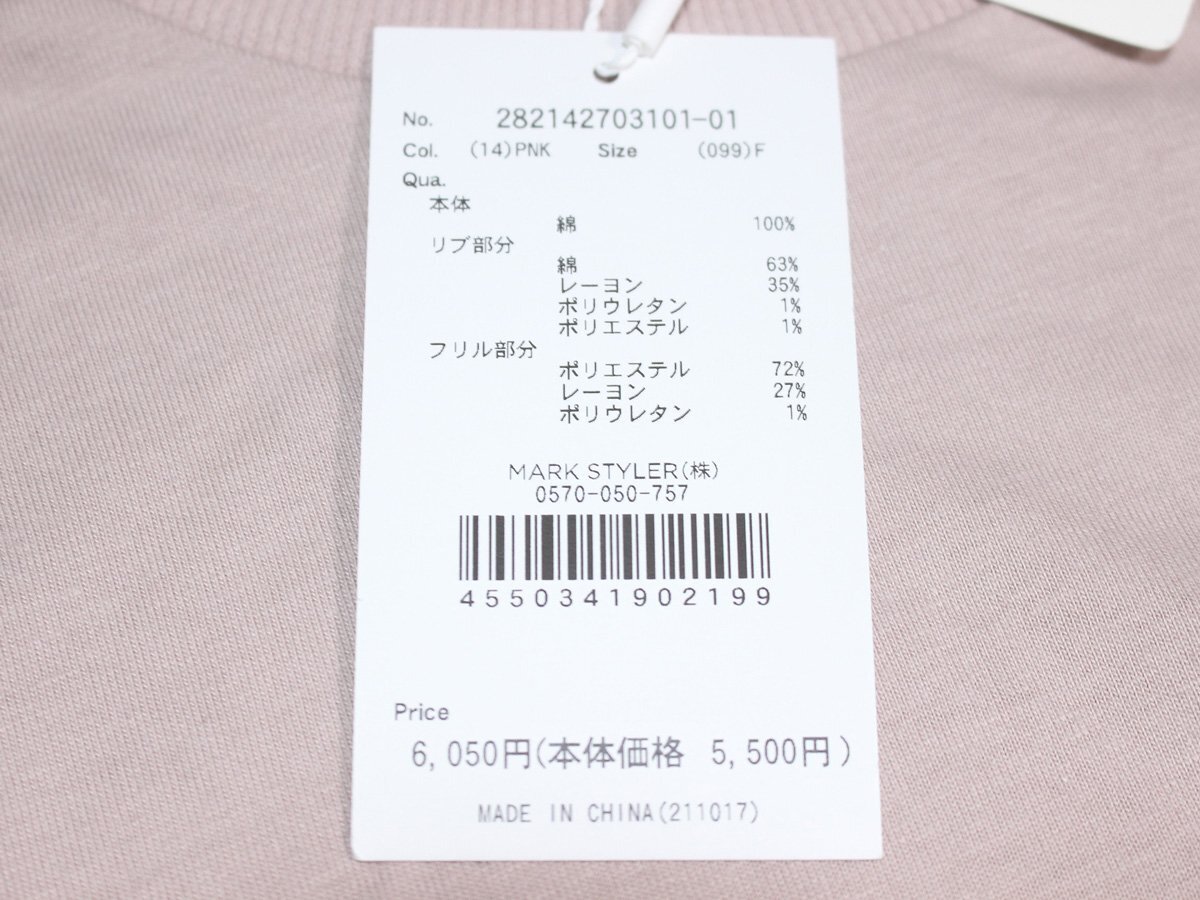 No. 282142703101-01
Col. (14)PNK Size (099)F
Qua.
本体
綿 100%
リブ部分
綿 63%
レーヨン 35%
ポリウレタン 1%
ポリエステル 1%
フリル部分
ポリエステル 72%
レーヨン 27%
ポリウレタン 1%
MARK STYLER(株)
0570-050-757
4550341902199
Price
6,050円(本体価格 5,500円)
MADE IN CHINA(211017)